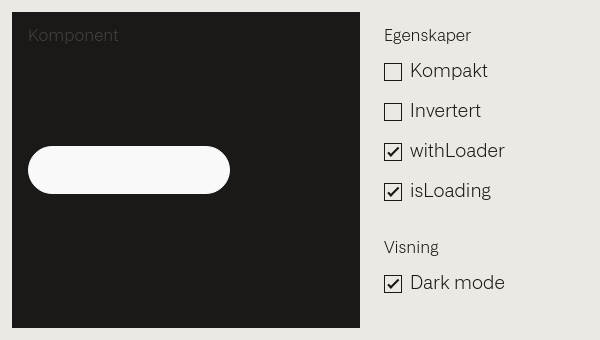 Komponent
Egenskaper
Kompakt
Invertert
withLoader
isLoading
Visning
Dark mode